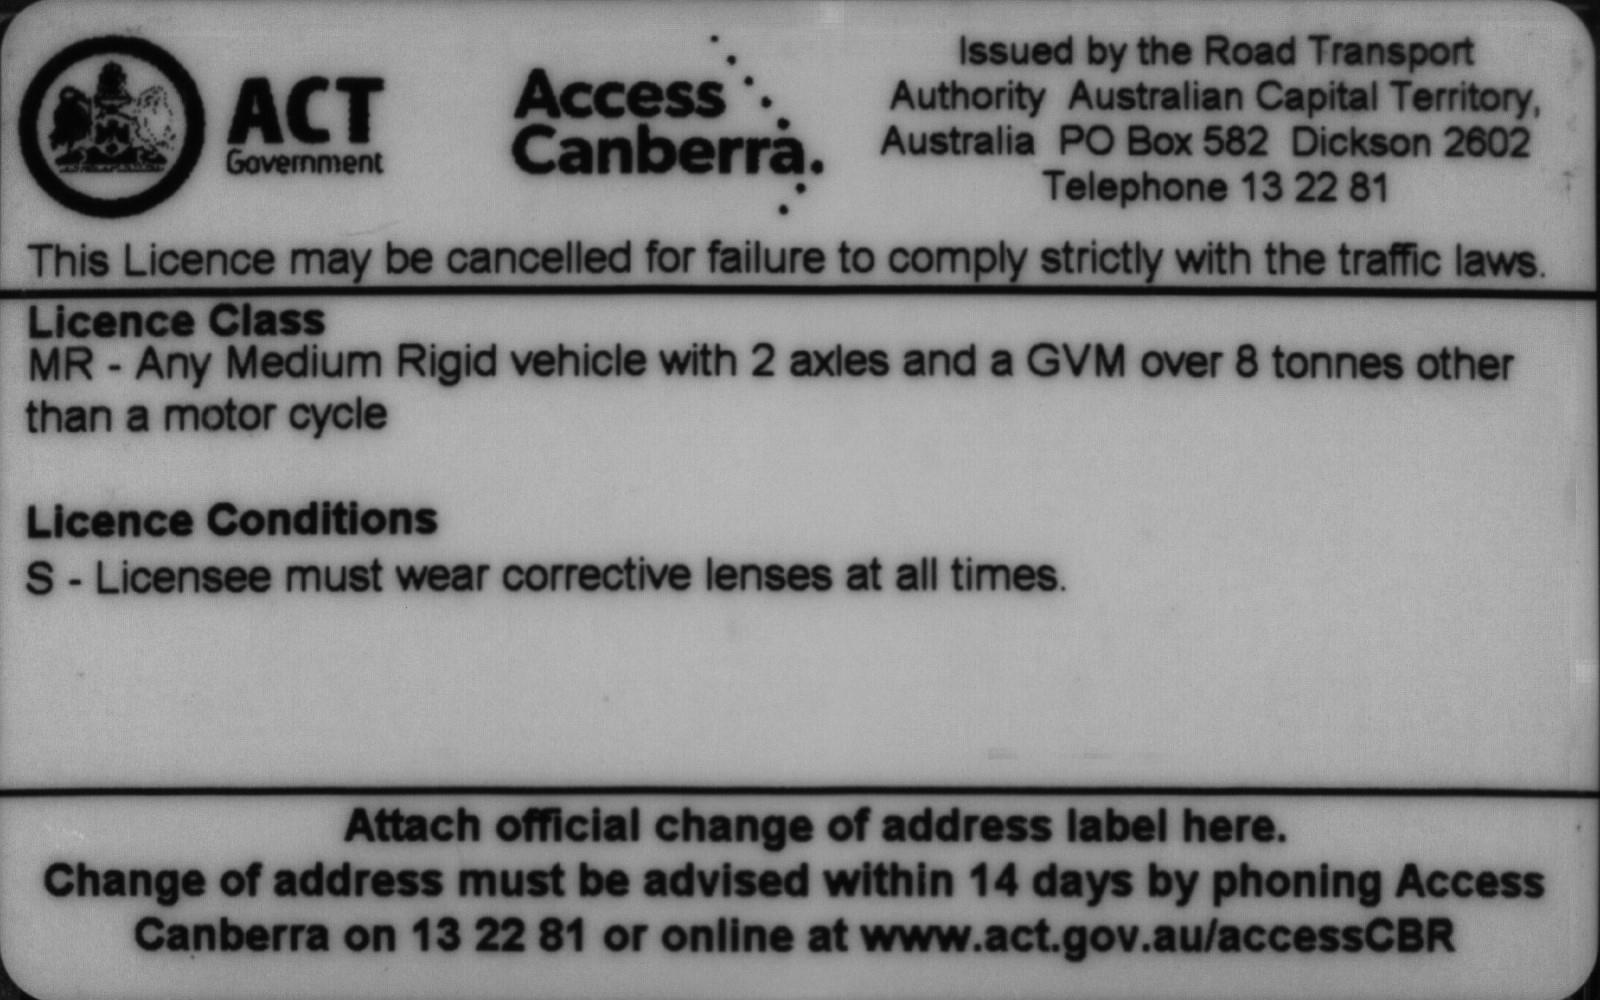 ACT
Government
Access
Canberra.
Issued by the Road Transport
Authority Australian Capital Territory,
Australia PO Box 582 Dickson 2602
Telephone 13 22 81
This Licence may be cancelled for failure to comply strictly with the traffic laws.
Licence Class
MR - Any Medium Rigid vehicle with 2 axles and a GVM over 8 tonnes other
than a motor cycle
Licence Conditions
S - Licensee must wear corrective lenses at all times.
Attach official change of address label here.
Change of address must be advised within 14 days by phoning Access
Canberra on 13 22 81 or online at www.act.gov.au/accessCBR